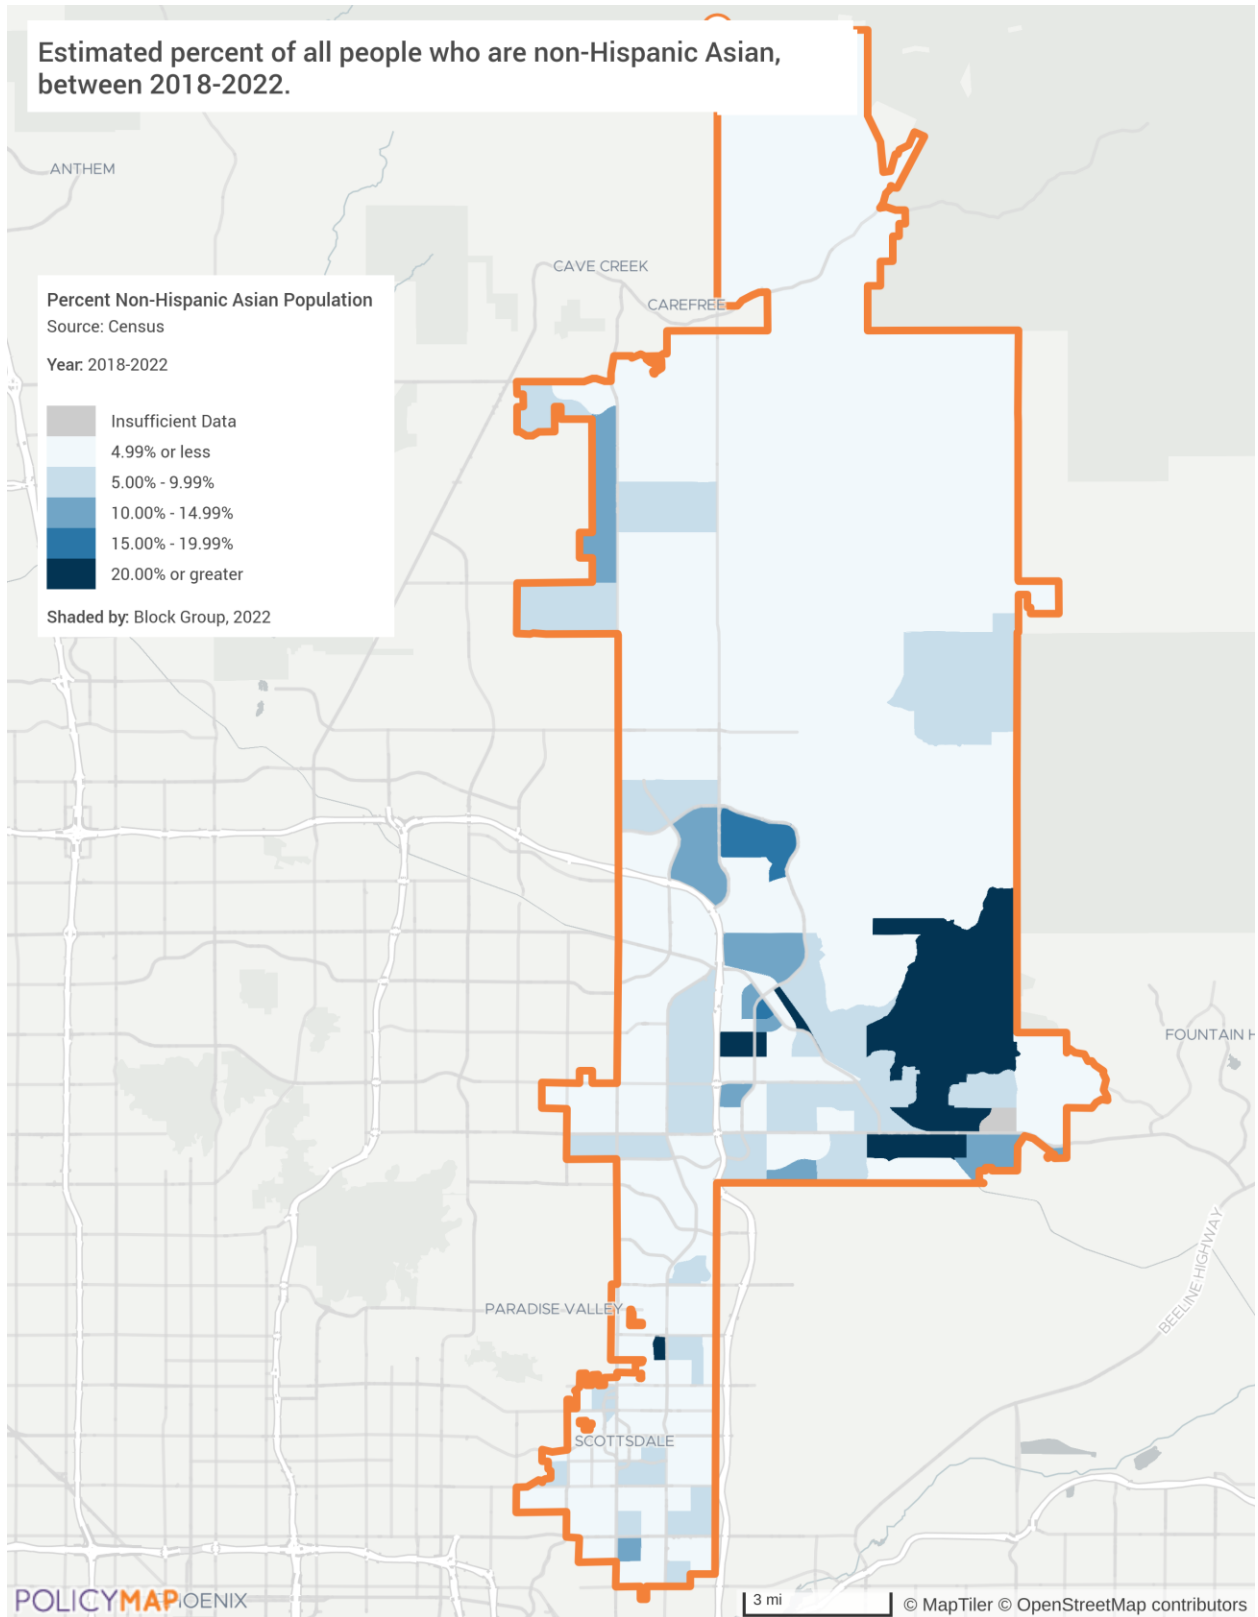 Estimated percent of all people who are non-Hispanic Asian,
between 2018-2022.
ANTHEM
CAVE CREEK
CAREFREE
Percent Non-Hispanic Asian Population
Source: Census
Year: 2018-2022
Insufficient Data
4.99% or less
5.00% - 9.99%
10.00% - 14.99%
15.00% - 19.99%
20.00% or greater
Shaded by: Block Group, 2022
FOUNTAIN H
BEELINE HIGHWAY
PARADISE VALLEY
SCOTTSDALE
POLICYMAP
OENIX
3 mi
© MapTiler © OpenStreetMap contributors